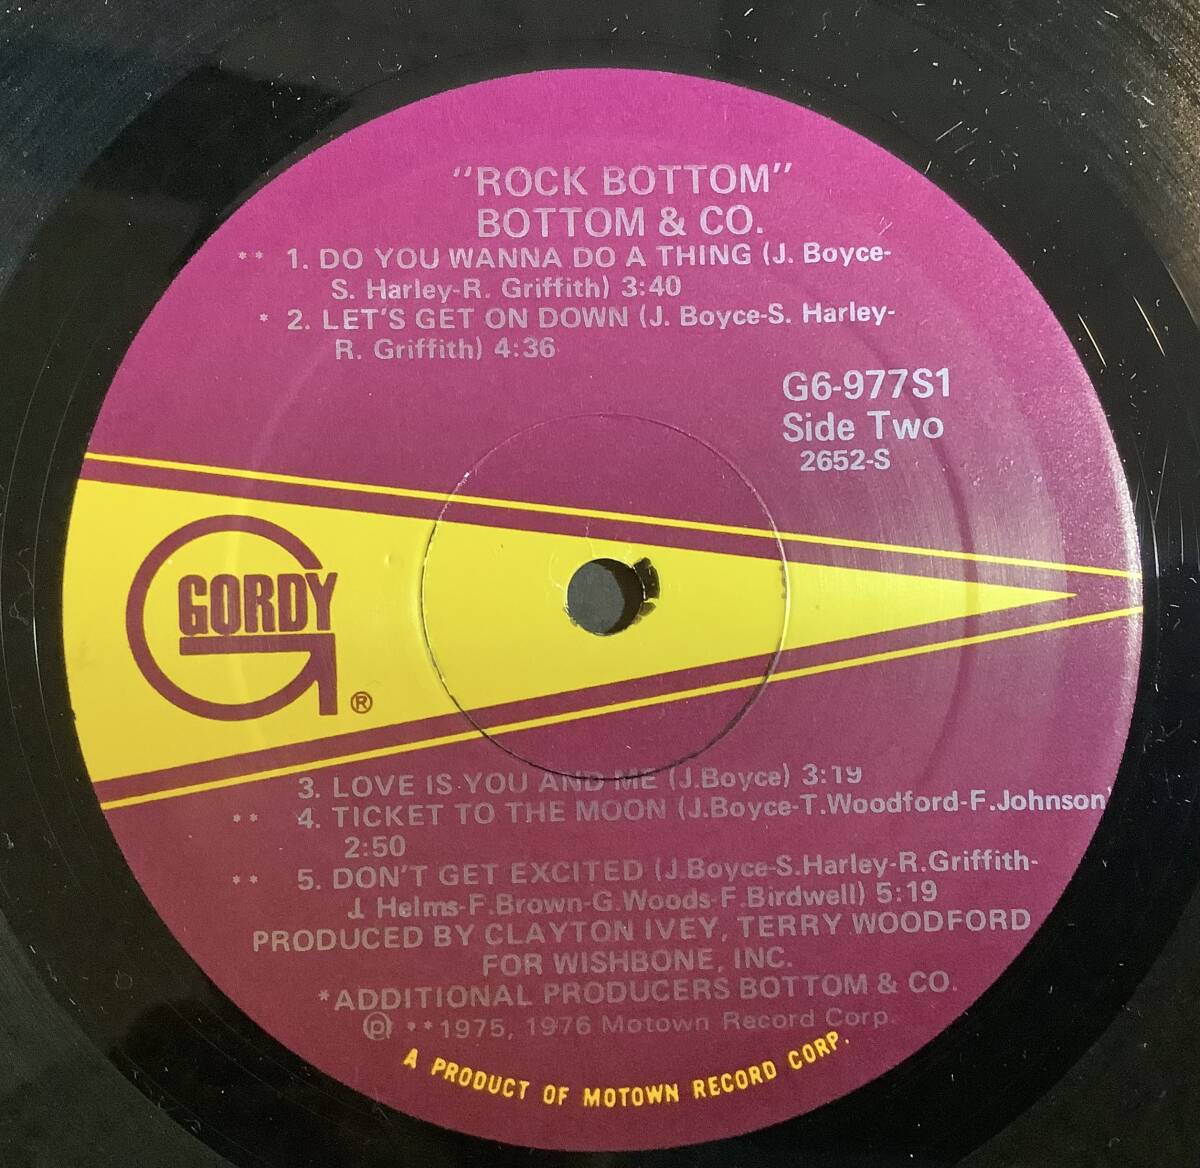 "ROCK BOTTOM"
BOTTOM & CO.
** 1. DO YOU WANNA DO A THING (J. Boyce-
S. Harley-R. Griffith) 3:40
* 2. LET'S GET ON DOWN (J. Boyce-S. Harley-
R. Griffith) 4:36
G6-977S1
Side Two
2652-S
GORDY
®
3. LOVE IS YOU AND ME (J.Boyce) 3:19
** 4. TICKET TO THE MOON (J.Boyce-T.Woodford-F.Johnson)
2:50
** 5. DON'T GET EXCITED (J.Boyce-S.Harley-R.Griffith-
J. Helms-F.Brown-G.Woods-F.Birdwell) 5:19
PRODUCED BY CLAYTON IVEY, TERRY WOODFORD
FOR WISHBONE, INC.
*ADDITIONAL PRODUCERS BOTTOM & CO.
℗ **1975, 1976 Motown Record Corp.
A PRODUCT OF MOTOWN RECORD CORP.